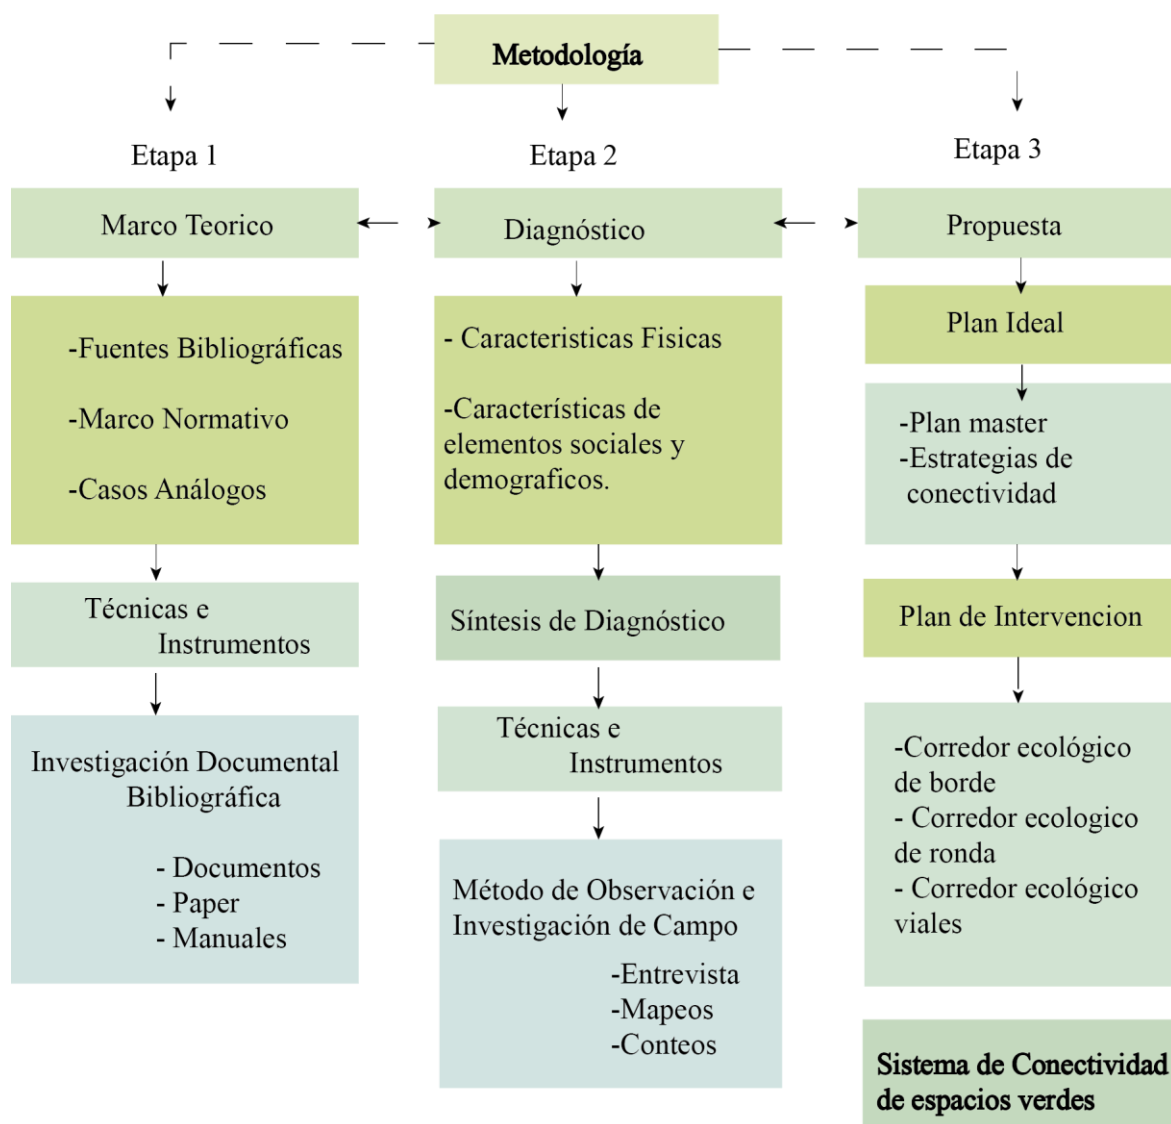 Metodología
Etapa 1
Marco Teorico
-Fuentes Bibliográficas
-Marco Normativo
-Casos Análogos
Técnicas e
Instrumentos
Investigación Documental
Bibliográfica
- Documentos
- Paper
- Manuales
Etapa 2
Diagnóstico
- Caracteristicas Fisicas
-Característícas de
elementos sociales y
demograficos.
Síntesis de Diagnóstico
Técnicas e
Instrumentos
Método de Observación e
Investigación de Campo
-Entrevista
-Mapeos
-Conteos
Etapa 3
Propuesta
Plan Ideal
-Plan master
-Estrategias de
conectividad
Plan de Intervencion
-Corredor ecológico
de borde
- Corredor ecologico
de ronda
- Corredor ecológico
viales
Sistema de Conectividad
de espacios verdes